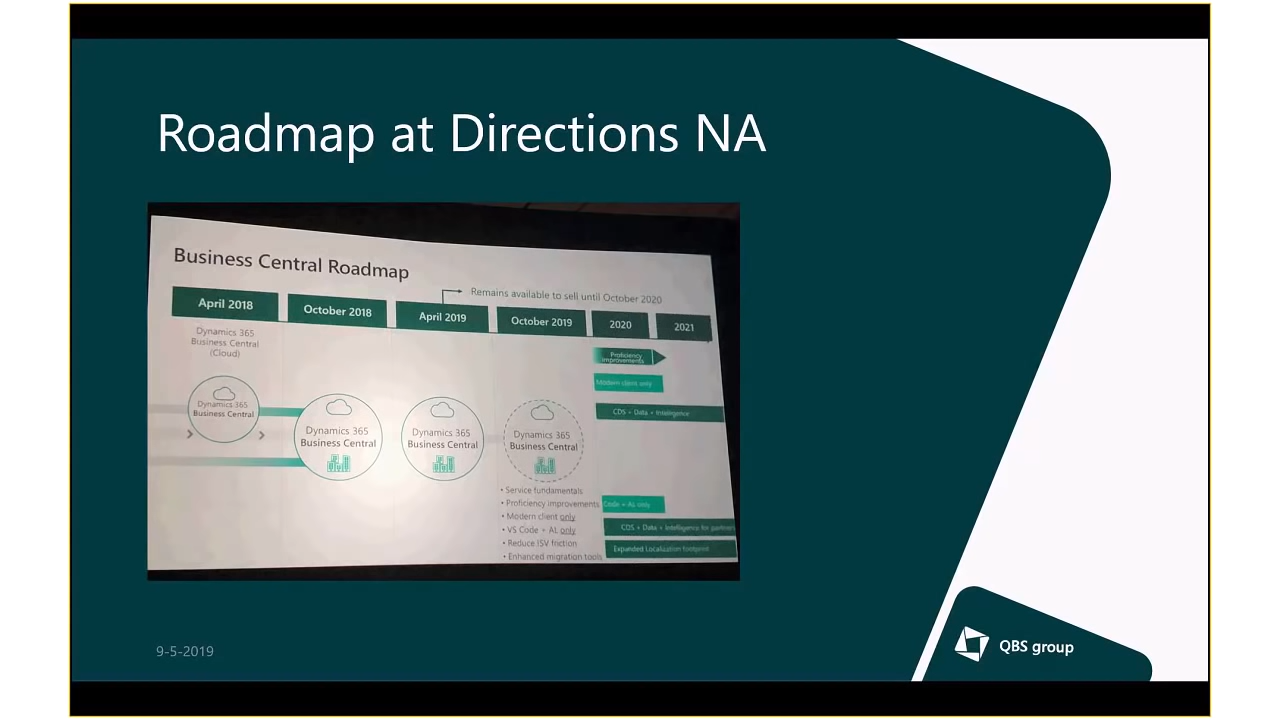 Roadmap at Directions NA
Business Central Roadmap
Remains available to sell until October 2020
April 2018
October 2018
April 2019
October 2019
2020
2021
Dynamics 365
Business Central
(Cloud)
Proficiency
improvements
Modern client only
CDS + Data + Intelligence
Dynamics 365
Business Central
Dynamics 365
Business Central
Dynamics 365
Business Central
Dynamics 365
Business Central
• Service fundamentals
• Proficiency improvements
• Modern client only
• VS Code + AL only
• Reduce ISV friction
• Enhanced migration tools
Code + AL only
CDS + Data + Intelligence for partners
Expanded Localization footprint
9-5-2019
QBS group